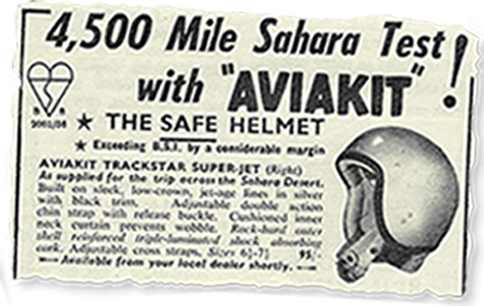 4,500 Mile Sahara Test !
with "AVIAKIT"
2001/56
★ THE SAFE HELMET
★ Exceeding B.S.I. by a considerable margin
AVIAKIT TRACKSTAR SUPER-JET (Right)
As supplied for the trip across the Sahara Desert.
Built on sleek, low-crown, jet-age lines in silver
with black trim. Adjustable double action
chin strap with release buckle. Cushioned inner
neck curtain prevents wobble. Rock-hard outer
shell reinforced triple-laminated shock absorbing
cork. Adjustable cross straps. Sizes 6¾-7¾ 95/-
— Available from your local dealer shortly. —